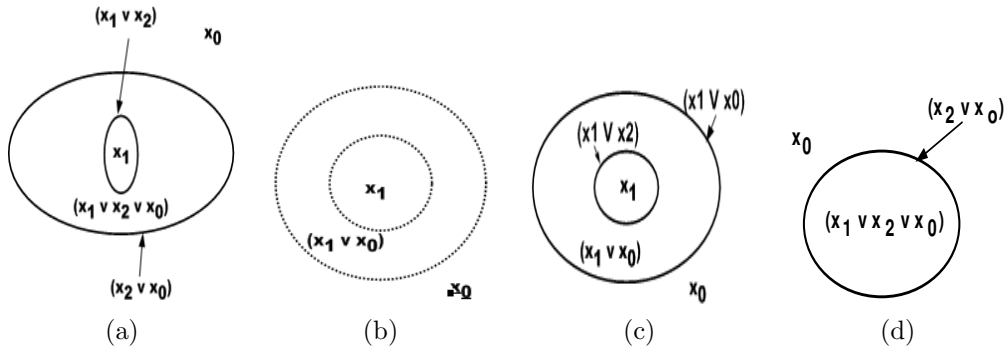 (x₁ v x₂)
x₀
x₁
(x₁ v x₂ v x₀)
(x₂ v x₀)
(a)
x₁
(x₁ v x₀)
x₀
(b)
(x1 V x0)
(x1 V x2)
x₁
(x₁ v x₀)
x₀
(c)
(x₂ v x₀)
x₀
(x₁ v x₂ v x₀)
(d)